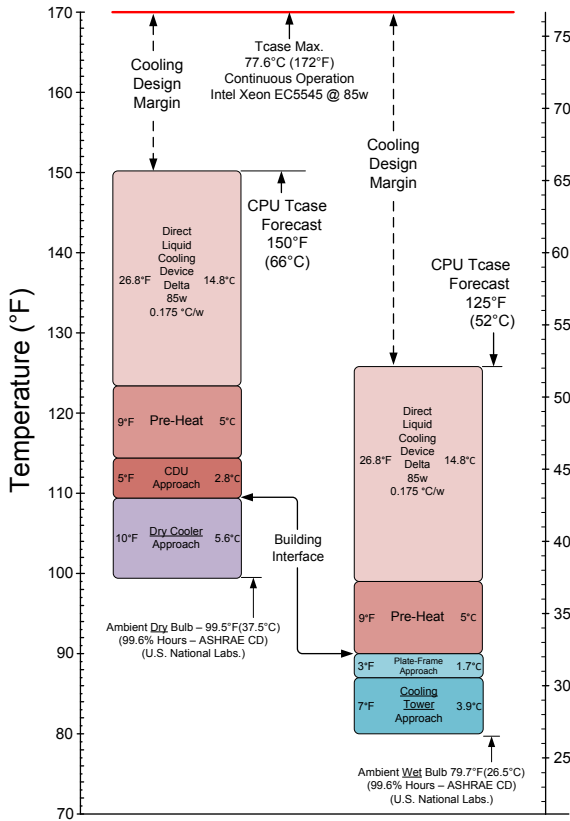 Temperature (°F)
170
160
150
140
130
120
110
100
90
80
70
75
70
65
60
55
50
45
40
35
30
25
Cooling
Design
Margin
Tcase Max.
77.6°C (172°F)
Continuous Operation
Intel Xeon EC5545 @ 85w
Cooling
Design
Margin
CPU Tcase
Forecast
150°F
(66°C)
CPU Tcase
Forecast
125°F
(52°C)
Direct
Liquid
Cooling
Device
Delta
85w
0.175 °C/w
26.8°F
14.8°C
9°F Pre-Heat 5°C
5°F CDU 2.8°C
Approach
10°F Dry Cooler 5.6°C
Approach
Ambient Dry Bulb – 99.5°F(37.5°C)
(99.6% Hours – ASHRAE CD)
(U.S. National Labs.)
Building
Interface
Direct
Liquid
Cooling
Device
Delta
85w
0.175 °C/w
26.8°F
14.8°C
9°F Pre-Heat 5°C
3°F Plate-Frame 1.7°C
Approach
Cooling
7°F Tower 3.9°C
Approach
Ambient Wet Bulb 79.7°F(26.5°C)
(99.6% Hours – ASHRAE CD)
(U.S. National Labs.)